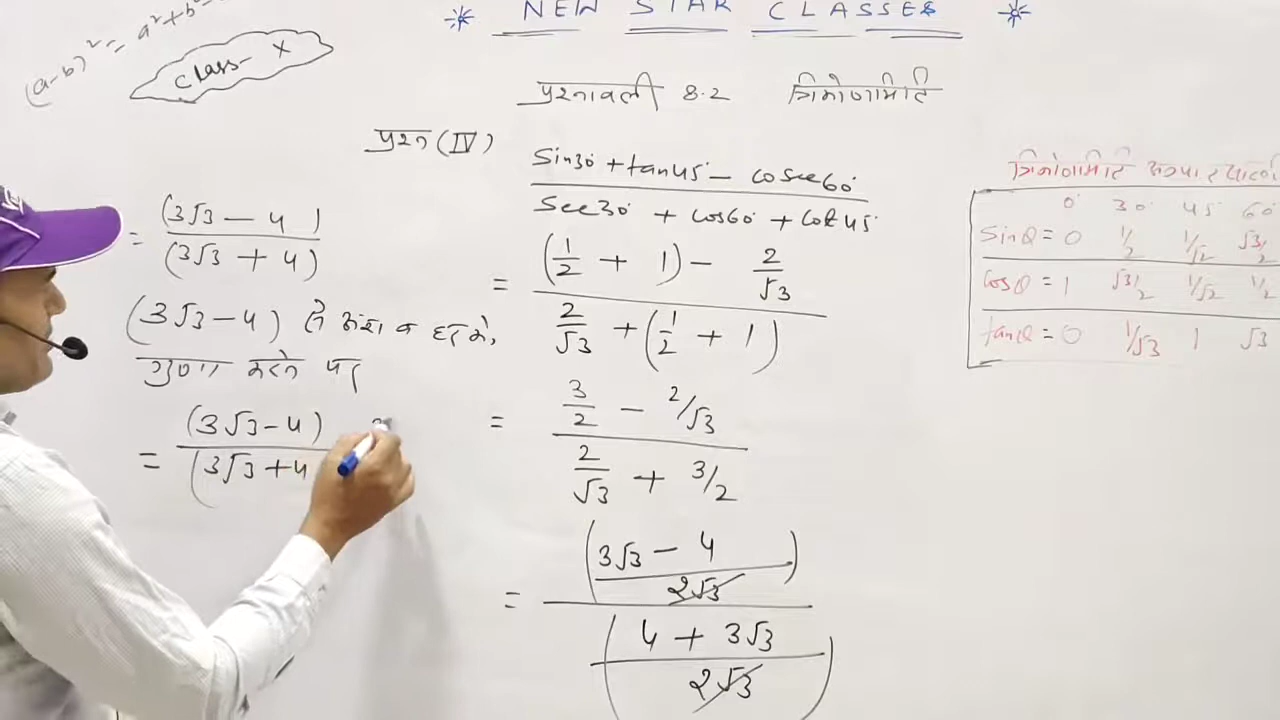 NEW STAR CLASSES
(a-b)² = a²+b²
Class- X
प्रश्नावली 8.2 त्रिकोणमिति
प्रश्न (IV)
sin30° + tan45° - cosec60°
sec30° + cos60° + cot45°
= (1/2 + 1) - 2/√3
2/√3 + (1/2 + 1)
= 3/2 - 2/√3
2/√3 + 3/2
= (3√3 - 4 / 2√3)
(4 + 3√3 / 2√3)
= (3√3 - 4)
(3√3 + 4)
(3√3 - 4) से अंश व हर में,
गुणा करने पर
= (3√3 - 4)
(3√3 + 4
त्रिकोणमिति
0° 30° 45° 60°
sinθ = 0 1/2 1/√2 √3/2
cosθ = 1 √3/2 1/√2 1/2
tanθ = 0 1/√3 1 √3